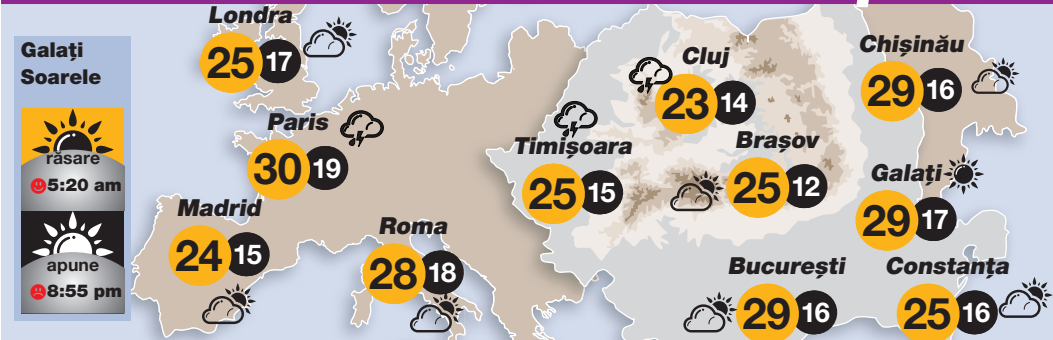 Galați
Soarele
răsare
5:20 am
apune
8:55 pm
Londra
25 17
Paris
30 19
Madrid
24 15
Roma
28 18
Timișoara
25 15
Cluj
23 14
Brașov
25 12
București
29 16
Chișinău
29 16
Galați
29 17
Constanța
25 16